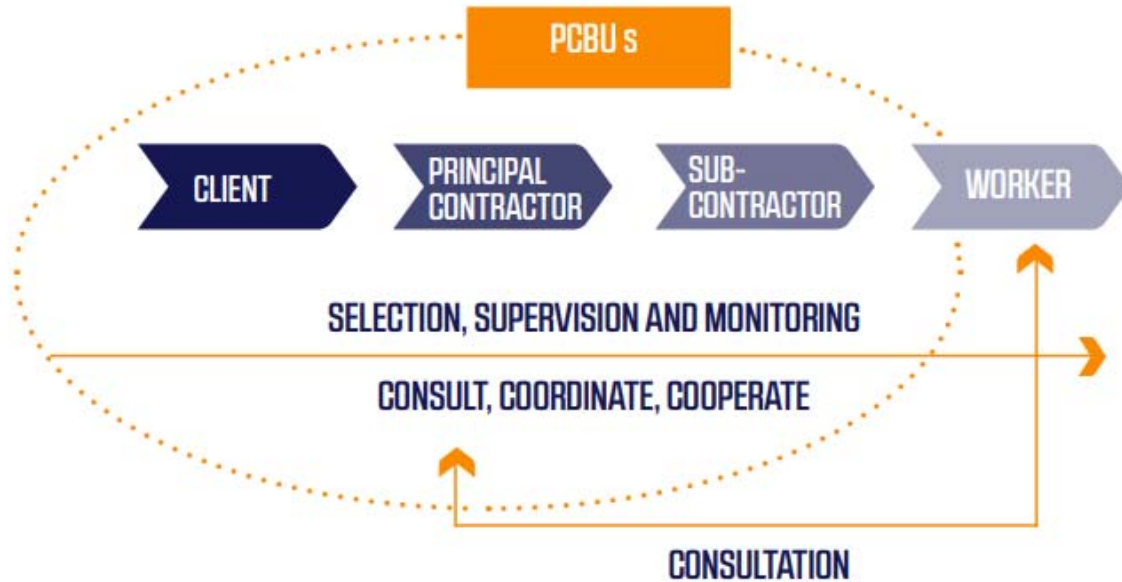 PCBU s
CLIENT
PRINCIPAL
CONTRACTOR
SUB-
CONTRACTOR
WORKER
SELECTION, SUPERVISION AND MONITORING
CONSULT, COORDINATE, COOPERATE
CONSULTATION